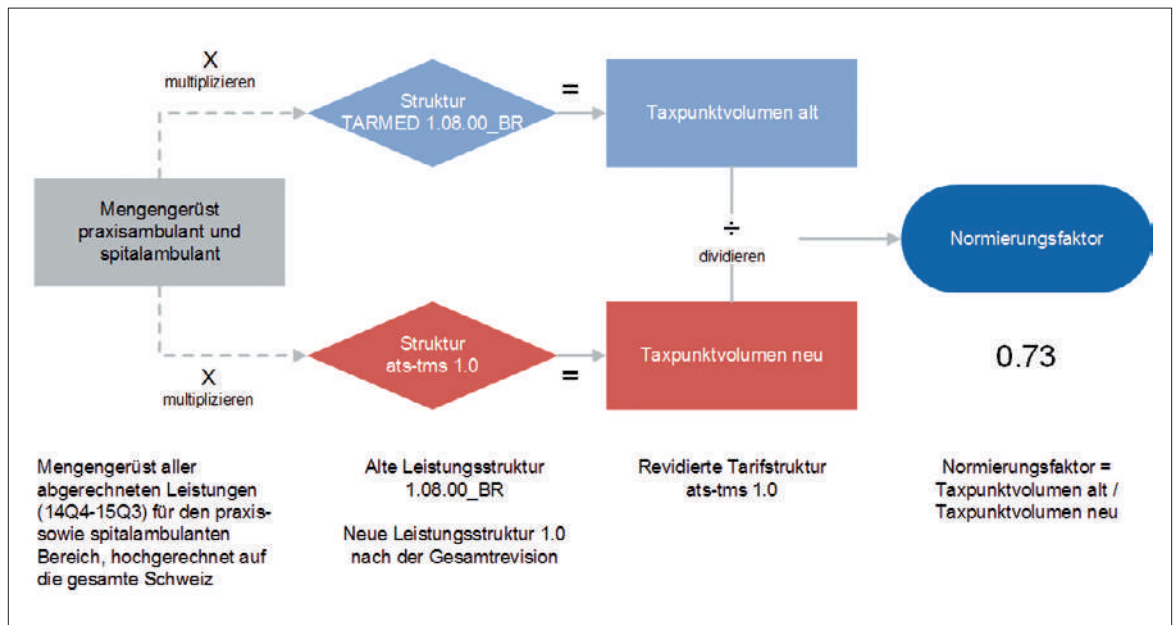 X
multiplizieren
Struktur
TARMED 1.08.00_BR
=
Taxpunktvolumen alt
Mengengerüst
praxisambulant und
spitalambulant
÷
dividieren
Normierungsfaktor
X
multiplizieren
Struktur
ats-tms 1.0
=
Taxpunktvolumen neu
0.73
Mengengerüst aller
abgerechneten Leistungen
(14Q4-15Q3) für den praxis-
sowie spitalambulanten
Bereich, hochgerechnet auf
die gesamte Schweiz
Alte Leistungsstruktur
1.08.00_BR
Neue Leistungsstruktur 1.0
nach der Gesamtrevision
Revidierte Tarifstruktur
ats-tms 1.0
Normierungsfaktor =
Taxpunktvolumen alt /
Taxpunktvolumen neu